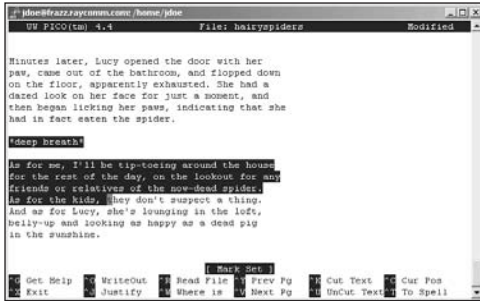 jdoe@frazz.raycomm.com: /home/jdoe
UW PICO(tm) 4.4 File: hairyspiders Modified
Minutes later, Lucy opened the door with her
paw, came out of the bathroom, and flopped down
on the floor, apparently exhausted. She had a
dazed look on her face for just a moment, and
then began licking her paws, indicating that she
had in fact eaten the spider.
*deep breath*
As for me, I'll be tip-toeing around the house
for the rest of the day, on the lookout for any
friends or relatives of the now-dead spider.
As for the kids, they don't suspect a thing.
And as for Lucy, she's lounging in the loft,
belly-up and looking as happy as a dead pig
in the sunshine.
[ Mark Set ]
^G Get Help ^O WriteOut ^R Read File ^Y Prev Pg ^K Cut Text ^C Cur Pos
^X Exit ^J Justify ^W Where is ^V Next Pg ^U UnCut Text ^T To Spell